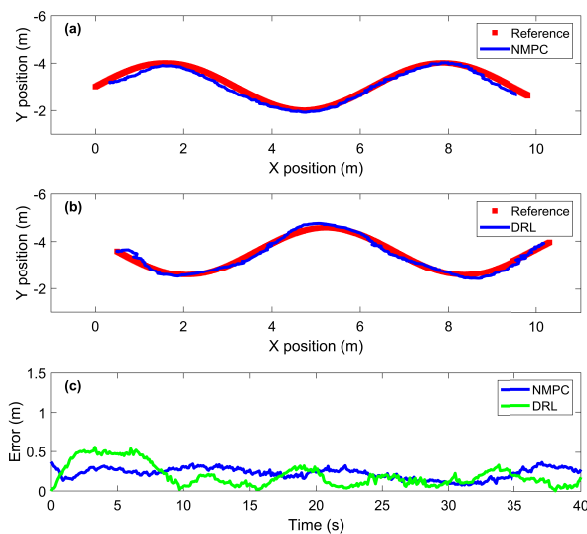 (a)
Reference
NMPC
Y position (m)
-6
-4
-2
0 2 4 6 8 10
X position (m)
(b)
Reference
DRL
Y position (m)
-6
-4
-2
0 2 4 6 8 10
X position (m)
(c)
NMPC
DRL
Error (m)
1.5
1
0.5
0
0 5 10 15 20 25 30 35 40
Time (s)